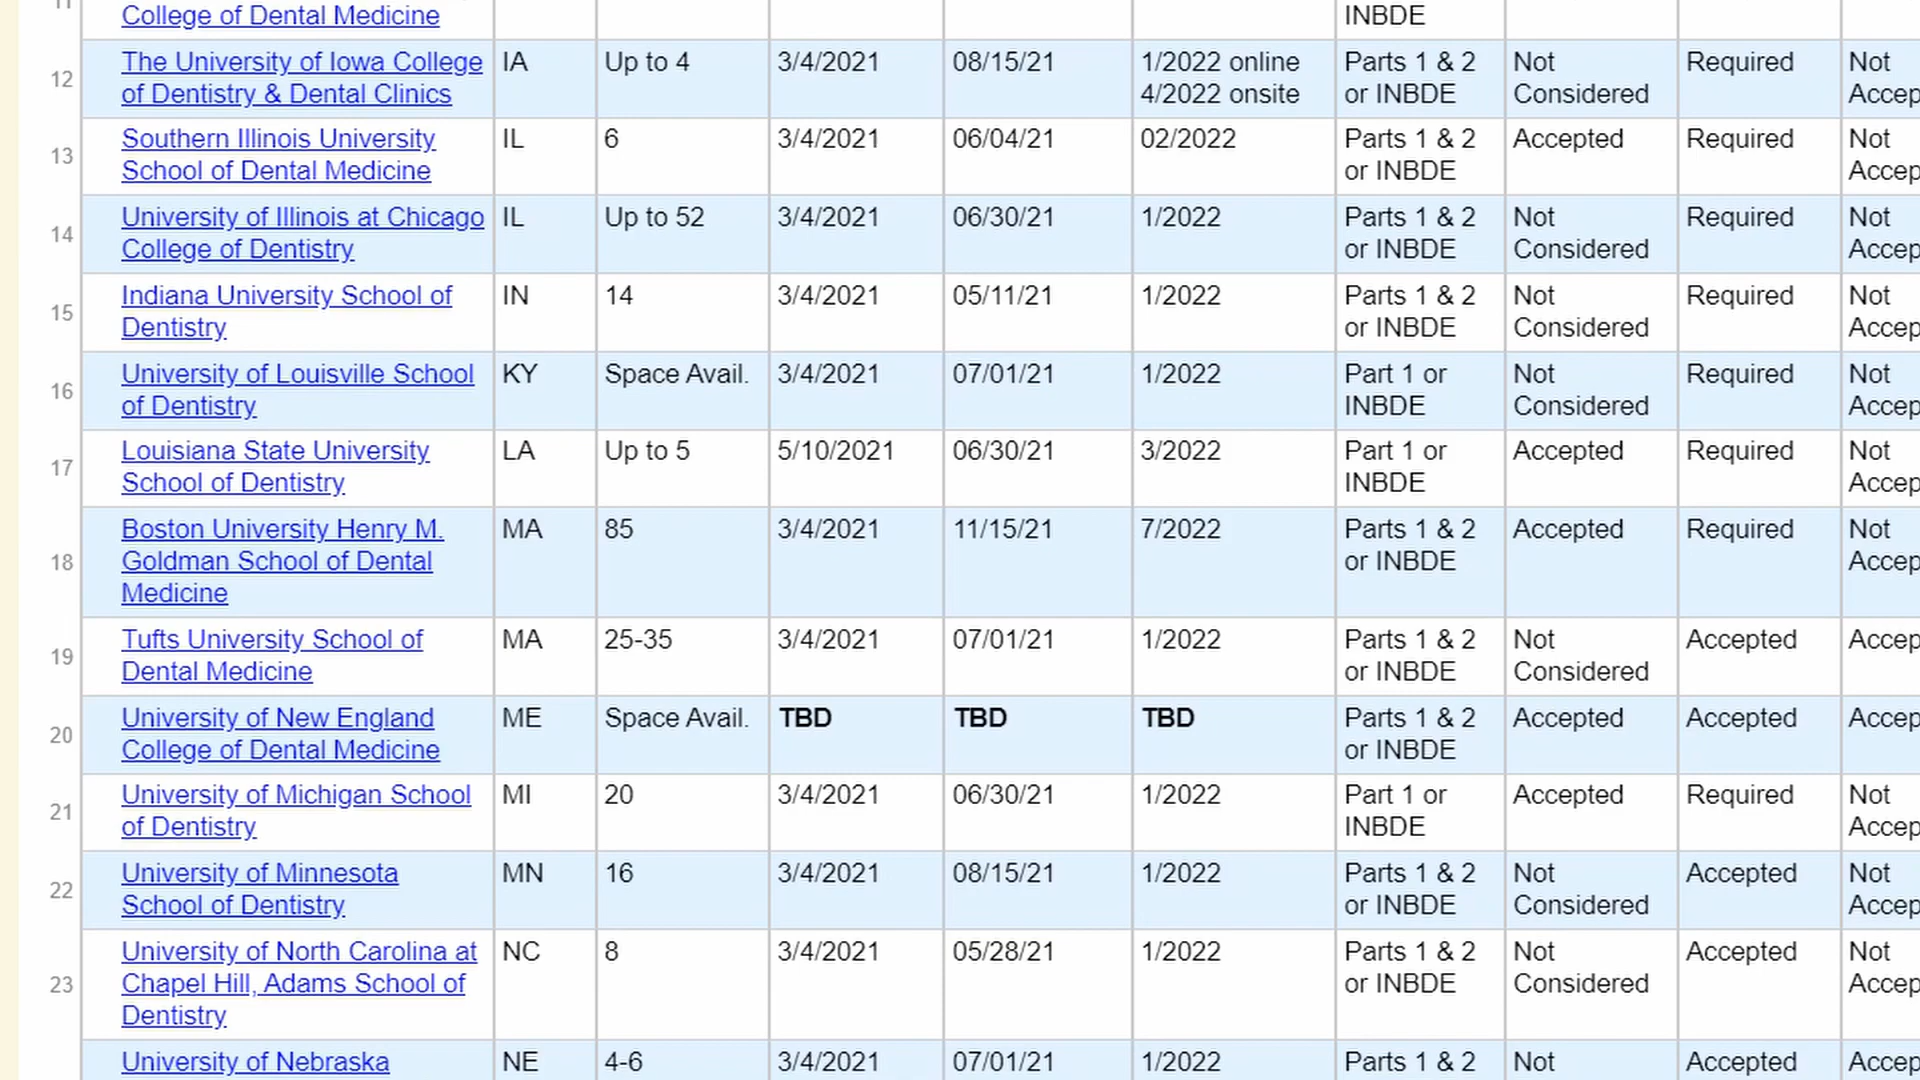 11
College of Dental Medicine INBDE
12 The University of Iowa College IA Up to 4 3/4/2021 08/15/21 1/2022 online Parts 1 & 2 Not Required Not
of Dentistry & Dental Clinics 4/2022 onsite or INBDE Considered Accep
13 Southern Illinois University IL 6 3/4/2021 06/04/21 02/2022 Parts 1 & 2 Accepted Required Not
School of Dental Medicine or INBDE Accep
14 University of Illinois at Chicago IL Up to 52 3/4/2021 06/30/21 1/2022 Parts 1 & 2 Not Required Not
College of Dentistry or INBDE Considered Accep
15 Indiana University School of IN 14 3/4/2021 05/11/21 1/2022 Parts 1 & 2 Not Required Not
Dentistry or INBDE Considered Accep
16 University of Louisville School KY Space Avail. 3/4/2021 07/01/21 1/2022 Part 1 or Not Required Not
of Dentistry INBDE Considered Accep
17 Louisiana State University LA Up to 5 5/10/2021 06/30/21 3/2022 Part 1 or Accepted Required Not
School of Dentistry INBDE Accep
18 Boston University Henry M. MA 85 3/4/2021 11/15/21 7/2022 Parts 1 & 2 Accepted Required Not
Goldman School of Dental or INBDE Accep
Medicine
19 Tufts University School of MA 25-35 3/4/2021 07/01/21 1/2022 Parts 1 & 2 Not Accepted Accep
Dental Medicine or INBDE Considered
20 University of New England ME Space Avail. TBD TBD TBD Parts 1 & 2 Accepted Accepted Accep
College of Dental Medicine or INBDE
21 University of Michigan School MI 20 3/4/2021 06/30/21 1/2022 Part 1 or Accepted Required Not
of Dentistry INBDE Accep
22 University of Minnesota MN 16 3/4/2021 08/15/21 1/2022 Parts 1 & 2 Not Accepted Not
School of Dentistry or INBDE Considered Accep
23 University of North Carolina at NC 8 3/4/2021 05/28/21 1/2022 Parts 1 & 2 Not Accepted Not
Chapel Hill, Adams School of or INBDE Considered Accep
Dentistry
University of Nebraska NE 4-6 3/4/2021 07/01/21 1/2022 Parts 1 & 2 Not Accepted Accep